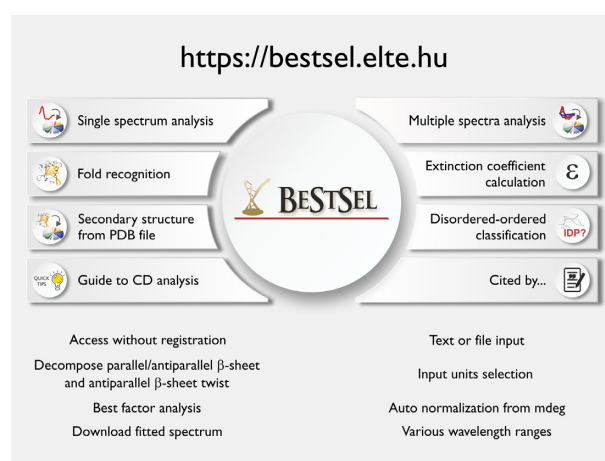 https://bestsel.elte.hu
Single spectrum analysis
Fold recognition
Secondary structure
from PDB file
QUICK
TIPS
Guide to CD analysis
BESTSEL
Multiple spectra analysis
Extinction coefficient
calculation
ε
Disordered-ordered
classification
IDP?
Cited by...
Access without registration
Decompose parallel/antiparallel β-sheet
and antiparallel β-sheet twist
Best factor analysis
Download fitted spectrum
Text or file input
Input units selection
Auto normalization from mdeg
Various wavelength ranges